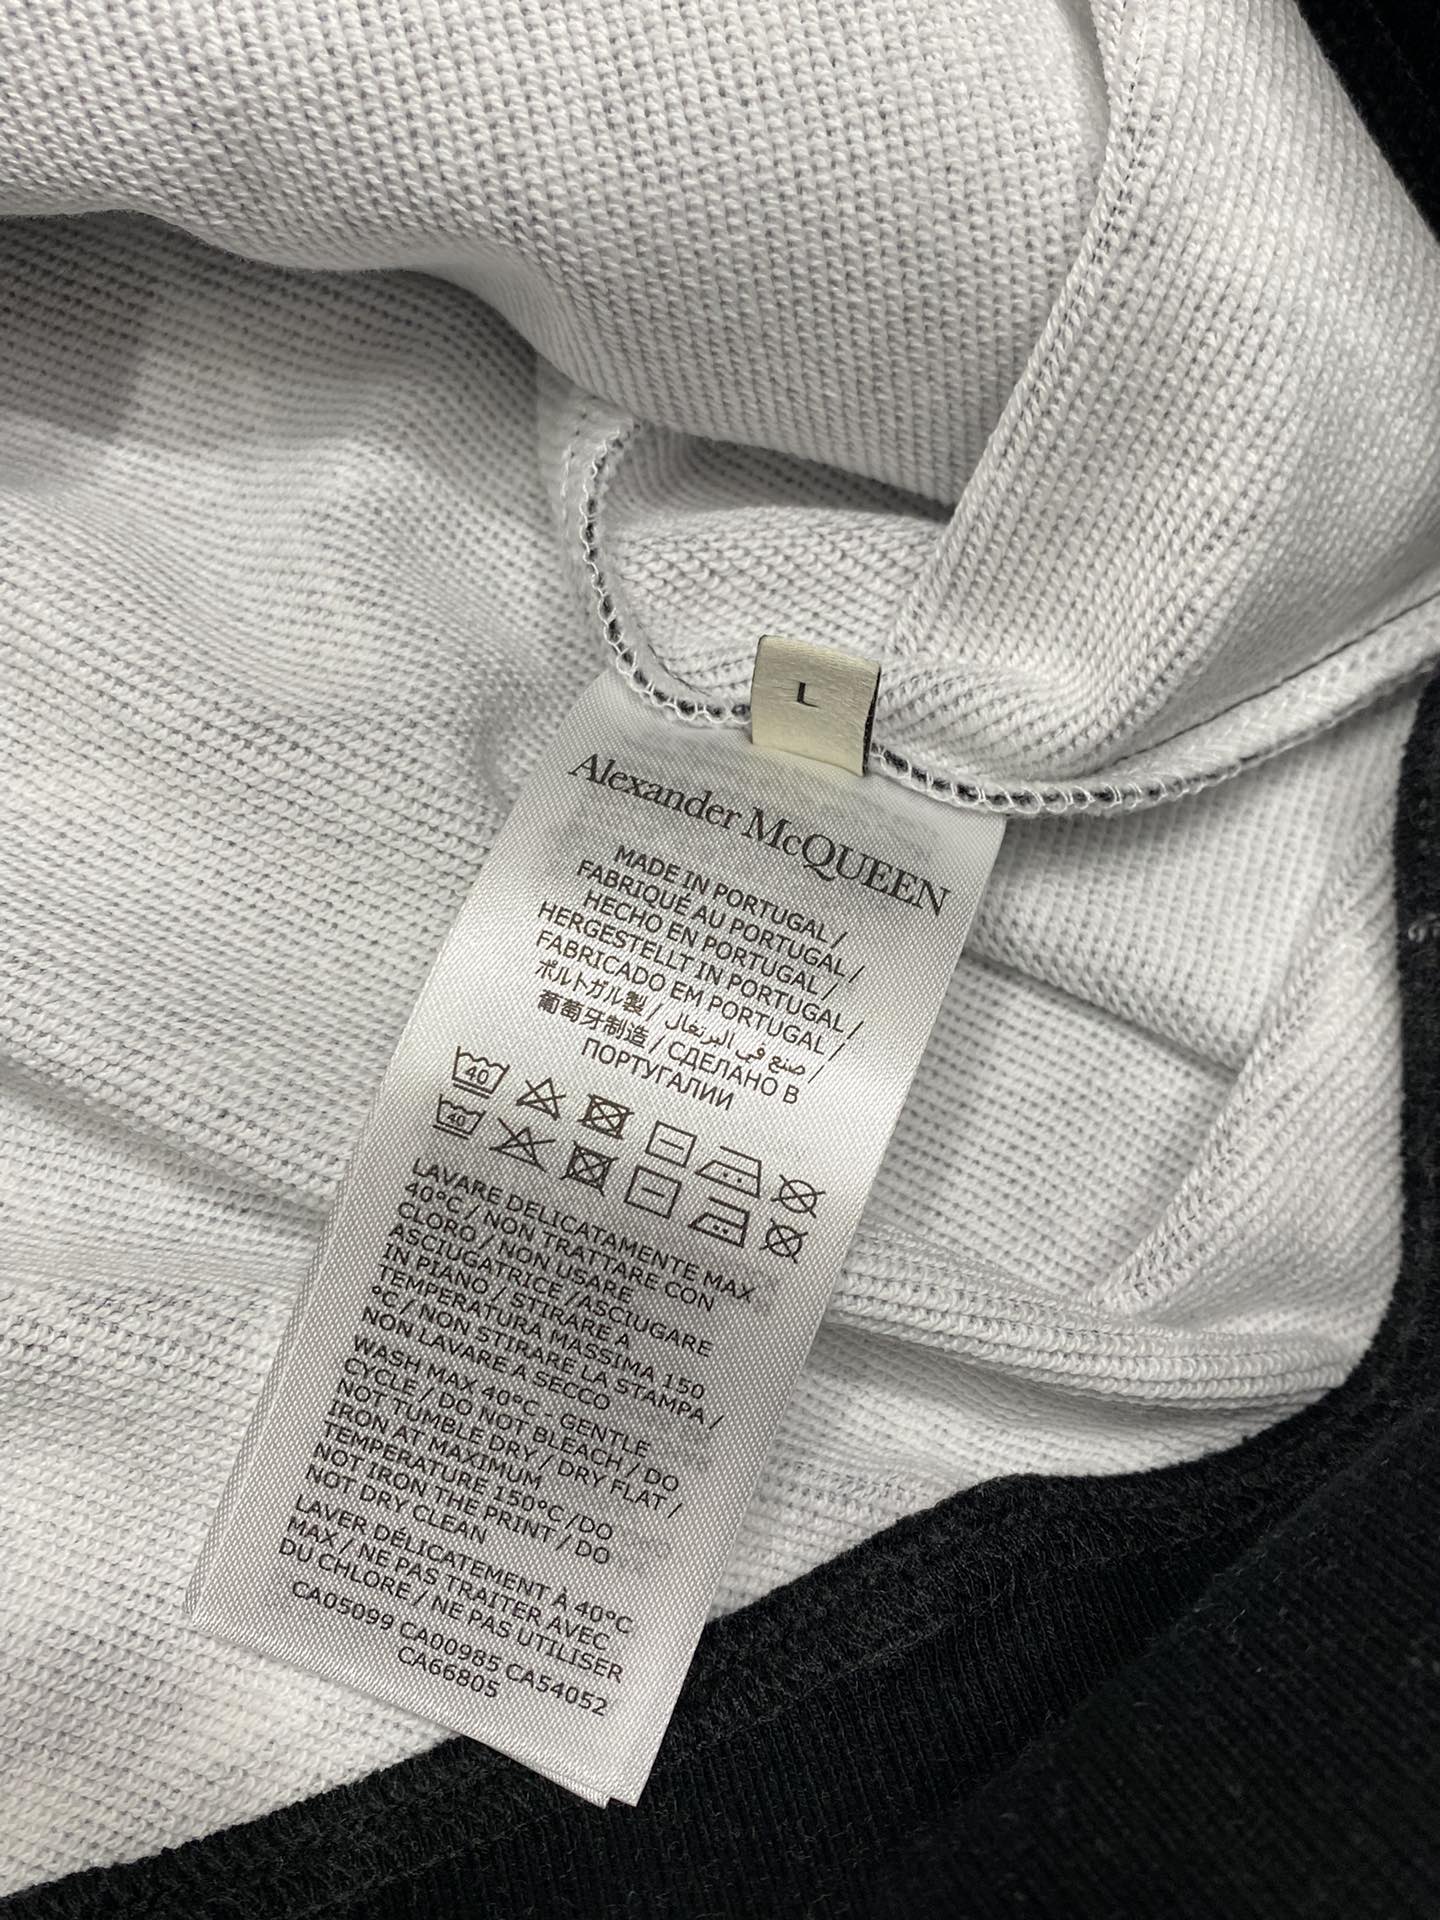 L
Alexander McQUEEN
MADE IN PORTUGAL /
FABRIQUÉ AU PORTUGAL /
HECHO EN PORTUGAL /
HERGESTELLT IN PORTUGAL /
FABRICADO EM PORTUGAL /
ポルトガル製 / صنع في البرتغال /
葡萄牙制造 / СДЕЛАНО В
ПОРТУГАЛИИ
40
40
LAVARE DELICATAMENTE MAX
40°C / NON TRATTARE CON
CLORO / NON USARE
ASCIUGATRICE /ASCIUGARE
IN PIANO / STIRARE A
TEMPERATURA MASSIMA 150
°C / NON STIRARE LA STAMPA /
NON LAVARE A SECCO
WASH MAX 40°C - GENTLE
CYCLE / DO NOT BLEACH / DO
NOT TUMBLE DRY / DRY FLAT /
IRON AT MAXIMUM
TEMPERATURE 150°C /DO
NOT IRON THE PRINT / DO
NOT DRY CLEAN
LAVER DÉLICATEMENT À 40°C
MAX / NE PAS TRAITER AVEC
DU CHLORE / NE PAS UTILISER
CA05099 CA00985 CA54052
CA66805